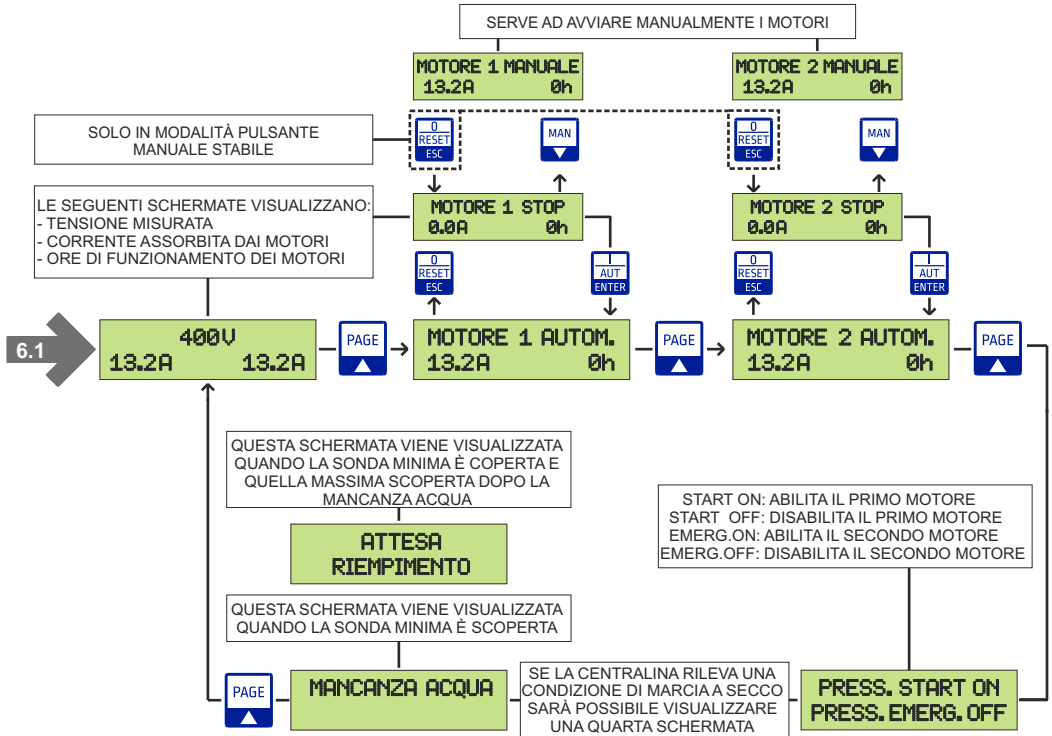 SERVE AD AVVIARE MANUALMENTE I MOTORI
MOTORE 1 MANUALE
13.2A 0h
MOTORE 2 MANUALE
13.2A 0h
SOLO IN MODALITÀ PULSANTE
MANUALE STABILE
0
RESET
ESC
MAN
0
RESET
ESC
MAN
LE SEGUENTI SCHERMATE VISUALIZZANO:
- TENSIONE MISURATA
- CORRENTE ASSORBITA DAI MOTORI
- ORE DI FUNZIONAMENTO DEI MOTORI
MOTORE 1 STOP
0.0A 0h
MOTORE 2 STOP
0.0A 0h
0
RESET
ESC
I
AUT
ENTER
0
RESET
ESC
I
AUT
ENTER
6.1
400V
13.2A 13.2A
PAGE
MOTORE 1 AUTOM.
13.2A 0h
PAGE
MOTORE 2 AUTOM.
13.2A 0h
PAGE
QUESTA SCHERMATA VIENE VISUALIZZATA
QUANDO LA SONDA MINIMA È COPERTA E
QUELLA MASSIMA SCOPERTA DOPO LA
MANCANZA ACQUA
ATTESA
RIEMPIMENTO
START ON: ABILITA IL PRIMO MOTORE
START OFF: DISABILITA IL PRIMO MOTORE
EMERG.ON: ABILITA IL SECONDO MOTORE
EMERG.OFF: DISABILITA IL SECONDO MOTORE
QUESTA SCHERMATA VIENE VISUALIZZATA
QUANDO LA SONDA MINIMA È SCOPERTA
PAGE
MANCANZA ACQUA
SE LA CENTRALINA RILEVA UNA
CONDIZIONE DI MARCIA A SECCO
SARÀ POSSIBILE VISUALIZZARE
UNA QUARTA SCHERMATA
PRESS. START ON
PRESS. EMERG. OFF